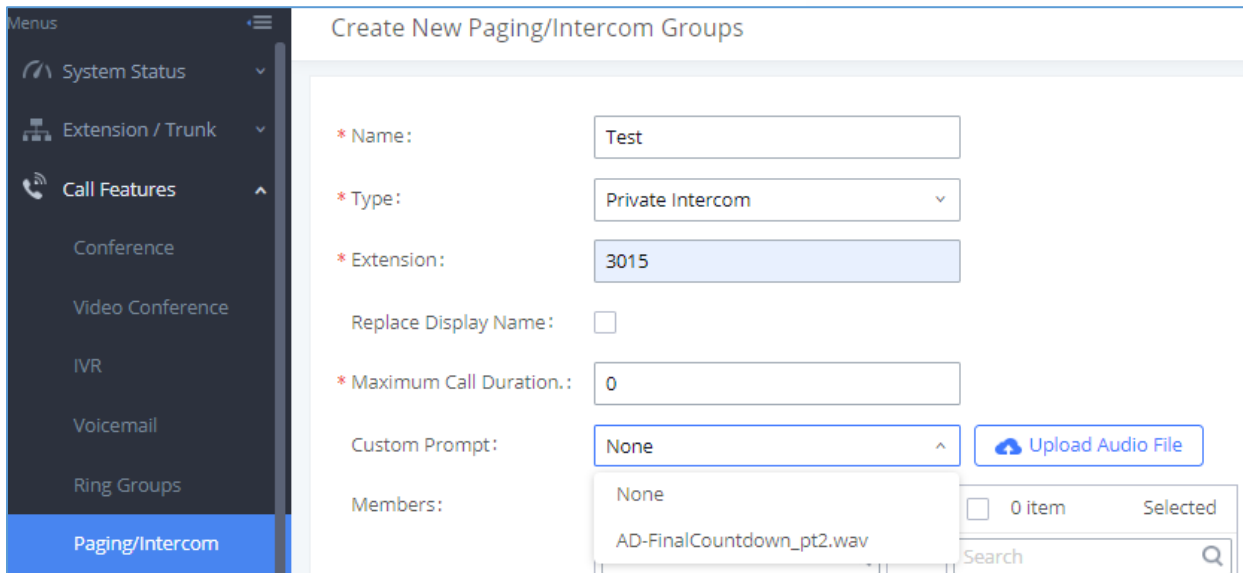 Menus
System Status
Extension / Trunk
Call Features
Conference
Video Conference
IVR
Voicemail
Ring Groups
Paging/Intercom
Create New Paging/Intercom Groups
* Name: Test
* Type: Private Intercom
* Extension: 3015
Replace Display Name:
* Maximum Call Duration.: 0
Custom Prompt: None Upload Audio File
None
AD-FinalCountdown_pt2.wav
Members: 0 item Selected
Search